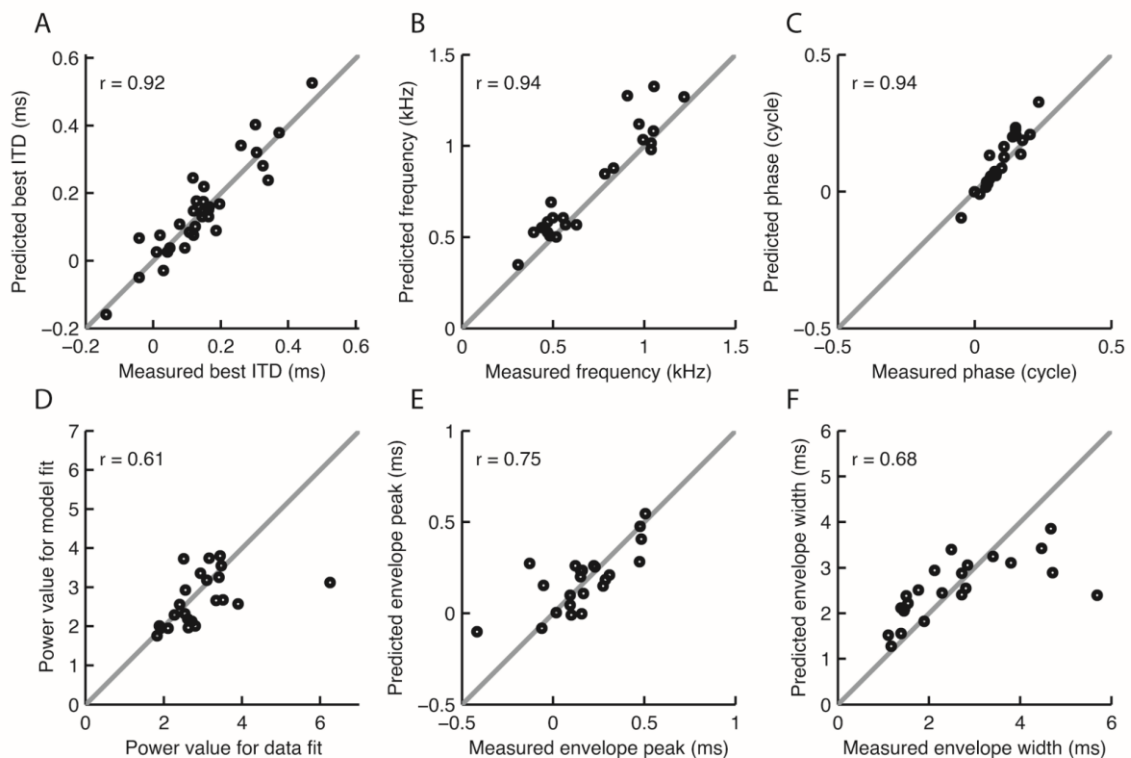 A
r = 0.92
Predicted best ITD (ms)
0.6
0.4
0.2
0
−0.2
−0.2 0 0.2 0.4 0.6
Measured best ITD (ms)
B
r = 0.94
Predicted frequency (kHz)
1.5
1
0.5
0
0 0.5 1 1.5
Measured frequency (kHz)
C
r = 0.94
Predicted phase (cycle)
0.5
0
−0.5
−0.5 0 0.5
Measured phase (cycle)
D
r = 0.61
Power value for model fit
7
6
5
4
3
2
1
0
0 2 4 6
Power value for data fit
E
r = 0.75
Predicted envelope peak (ms)
1
0.5
0
−0.5
−0.5 0 0.5 1
Measured envelope peak (ms)
F
r = 0.68
Predicted envelope width (ms)
6
5
4
3
2
1
0
0 2 4 6
Measured envelope width (ms)